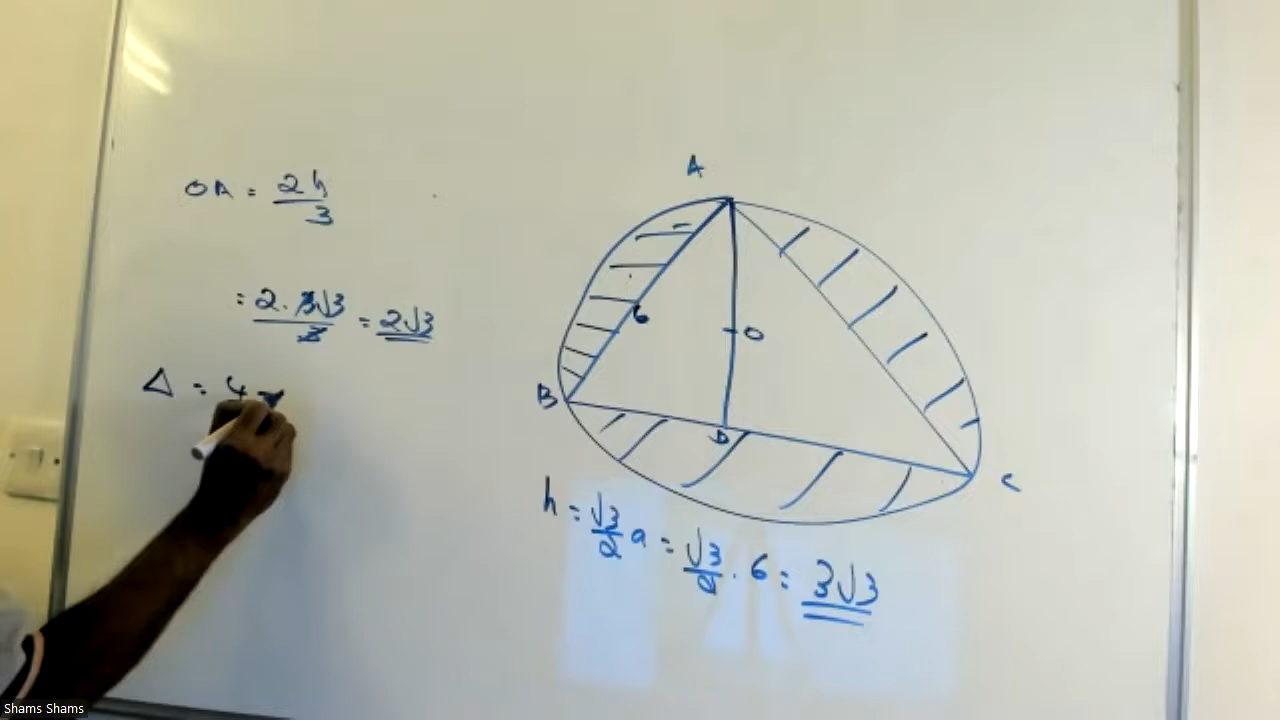 OA = 2h/3
= 2.3√3/3 = 2√3
Δ = 4
A
6
O
B
D
C
h = √3/2 a = √3/2 . 6 = 3√3
Shams Shams